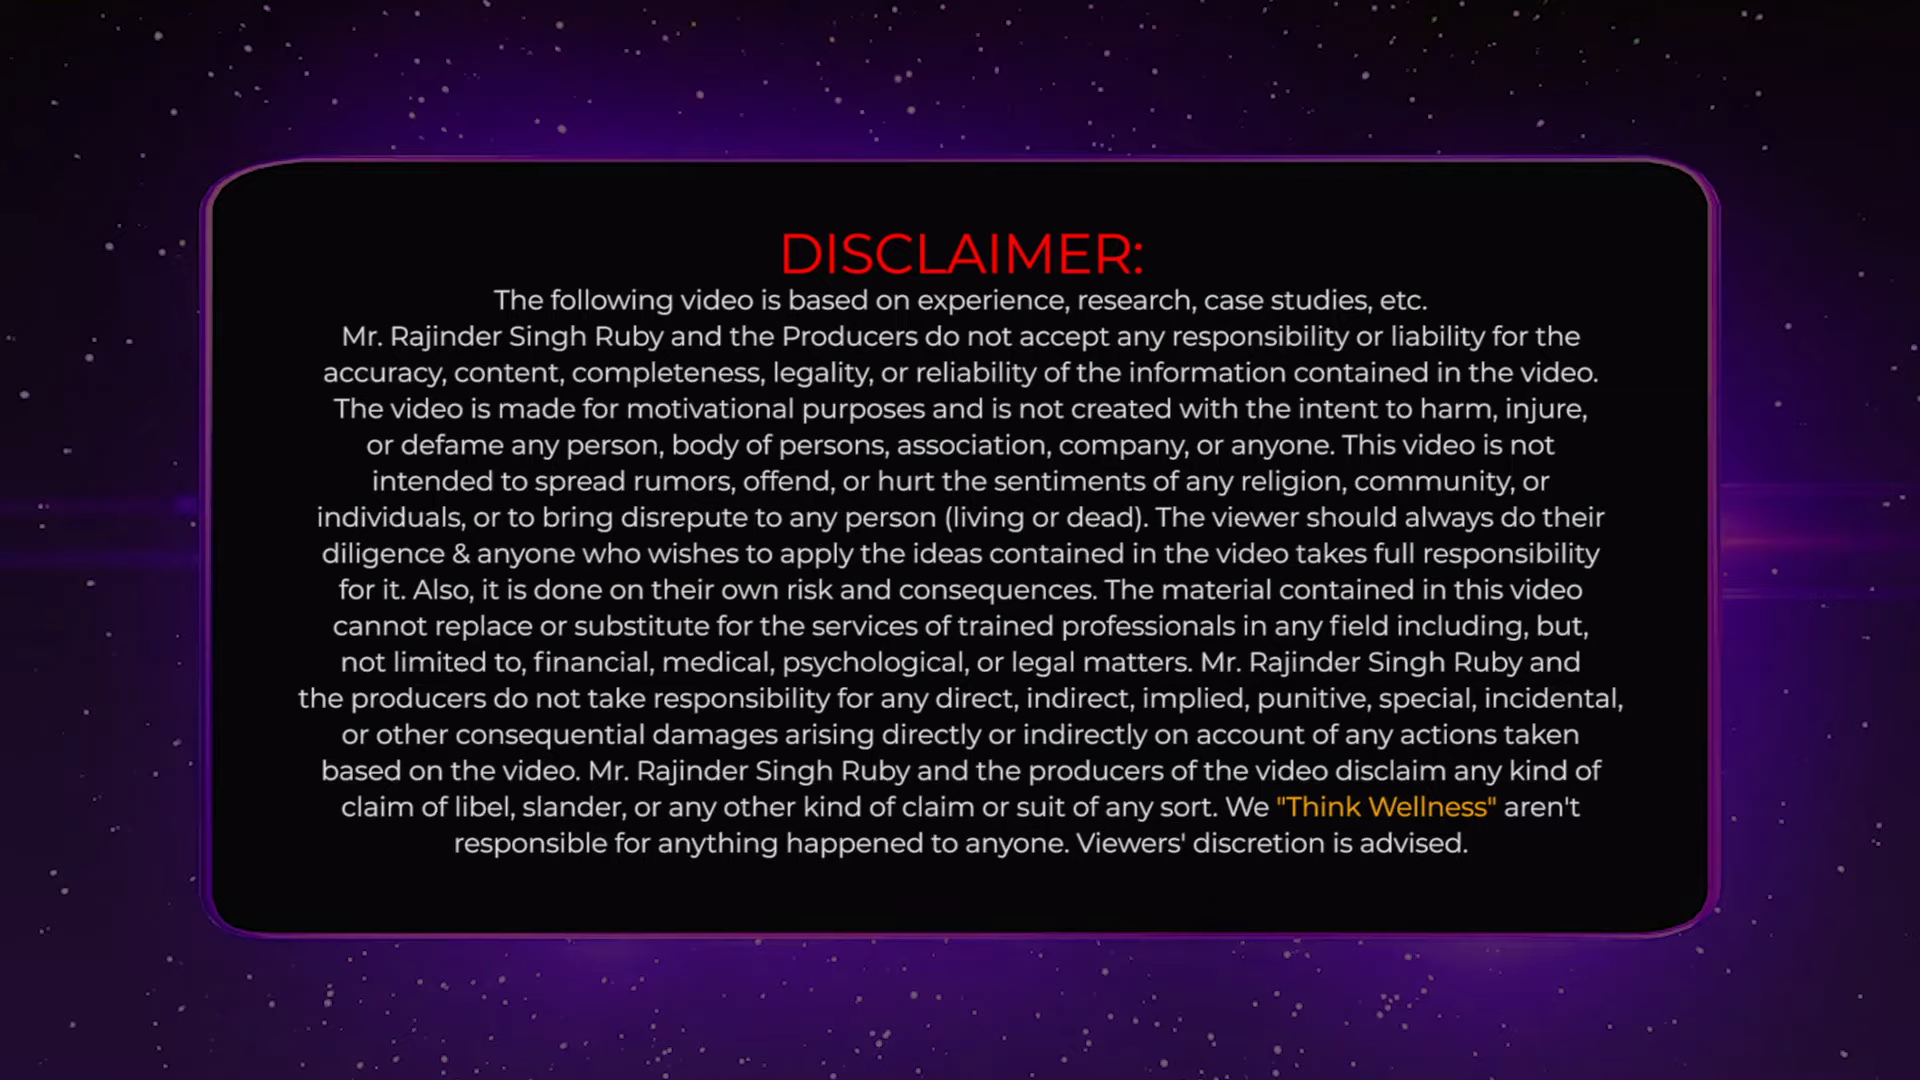 DISCLAIMER:
The following video is based on experience, research, case studies, etc.
Mr. Rajinder Singh Ruby and the Producers do not accept any responsibility or liability for the
accuracy, content, completeness, legality, or reliability of the information contained in the video.
The video is made for motivational purposes and is not created with the intent to harm, injure,
or defame any person, body of persons, association, company, or anyone. This video is not
intended to spread rumors, offend, or hurt the sentiments of any religion, community, or
individuals, or to bring disrepute to any person (living or dead). The viewer should always do their
diligence & anyone who wishes to apply the ideas contained in the video takes full responsibility
for it. Also, it is done on their own risk and consequences. The material contained in this video
cannot replace or substitute for the services of trained professionals in any field including, but,
not limited to, financial, medical, psychological, or legal matters. Mr. Rajinder Singh Ruby and
the producers do not take responsibility for any direct, indirect, implied, punitive, special, incidental,
or other consequential damages arising directly or indirectly on account of any actions taken
based on the video. Mr. Rajinder Singh Ruby and the producers of the video disclaim any kind of
claim of libel, slander, or any other kind of claim or suit of any sort. We "Think Wellness" aren't
responsible for anything happened to anyone. Viewers' discretion is advised.